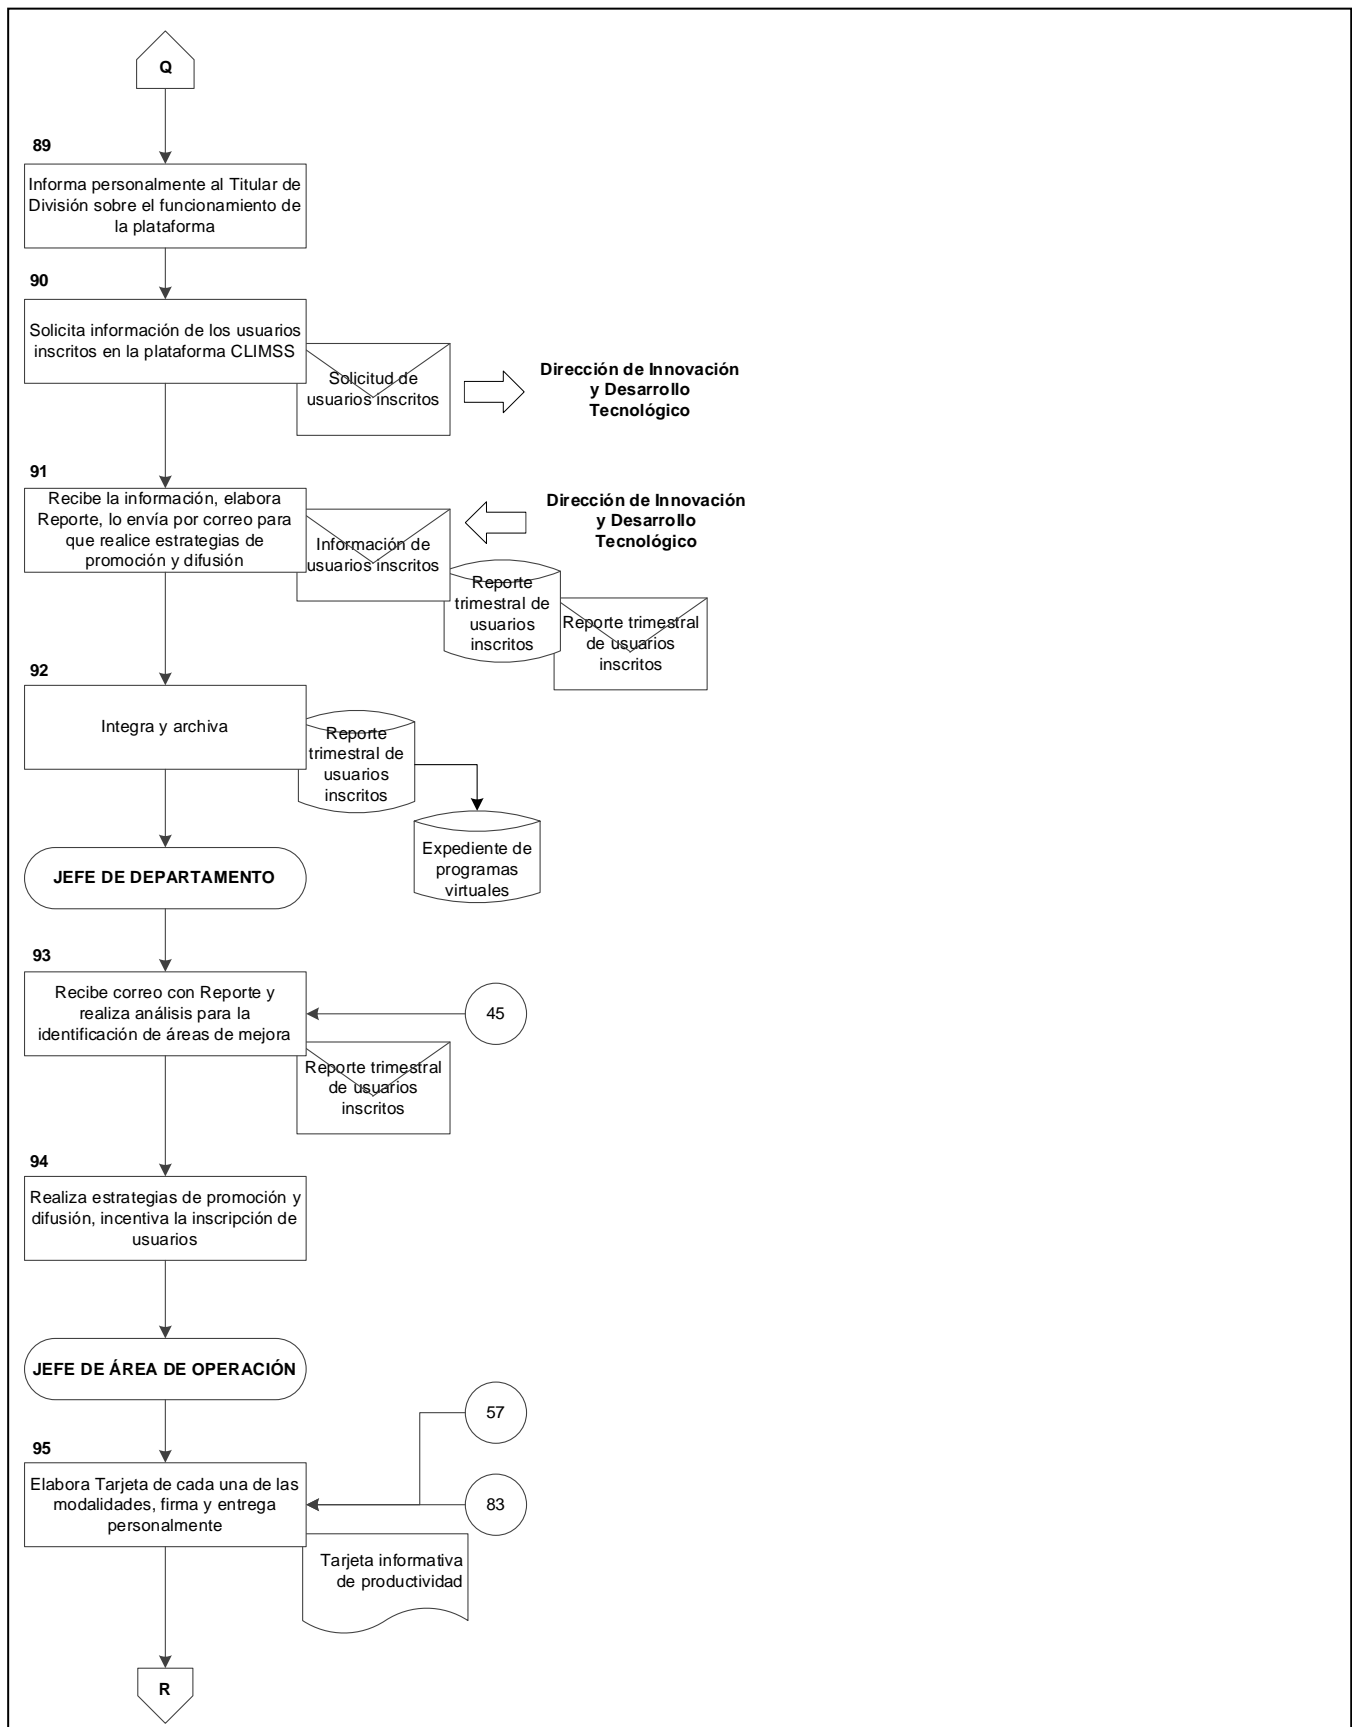 Q
89
Informa personalmente al Titular de
División sobre el funcionamiento de
la plataforma
90
Solicita información de los usuarios
inscritos en la plataforma CLIMSS
Solicitud de
usuarios inscritos
Dirección de Innovación
y Desarrollo
Tecnológico
91
Recibe la información, elabora
Reporte, lo envía por correo para
que realice estrategias de
promoción y difusión
Información de
usuarios inscritos
Dirección de Innovación
y Desarrollo
Tecnológico
Reporte
trimestral de
usuarios
inscritos
Reporte trimestral
de usuarios
inscritos
92
Integra y archiva
Reporte
trimestral de
usuarios
inscritos
Expediente de
programas
virtuales
JEFE DE DEPARTAMENTO
93
Recibe correo con Reporte y
realiza análisis para la
identificación de áreas de mejora
45
Reporte trimestral
de usuarios
inscritos
94
Realiza estrategias de promoción y
difusión, incentiva la inscripción de
usuarios
JEFE DE ÁREA DE OPERACIÓN
57
95
Elabora Tarjeta de cada una de las
modalidades, firma y entrega
personalmente
83
Tarjeta informativa
de productividad
R